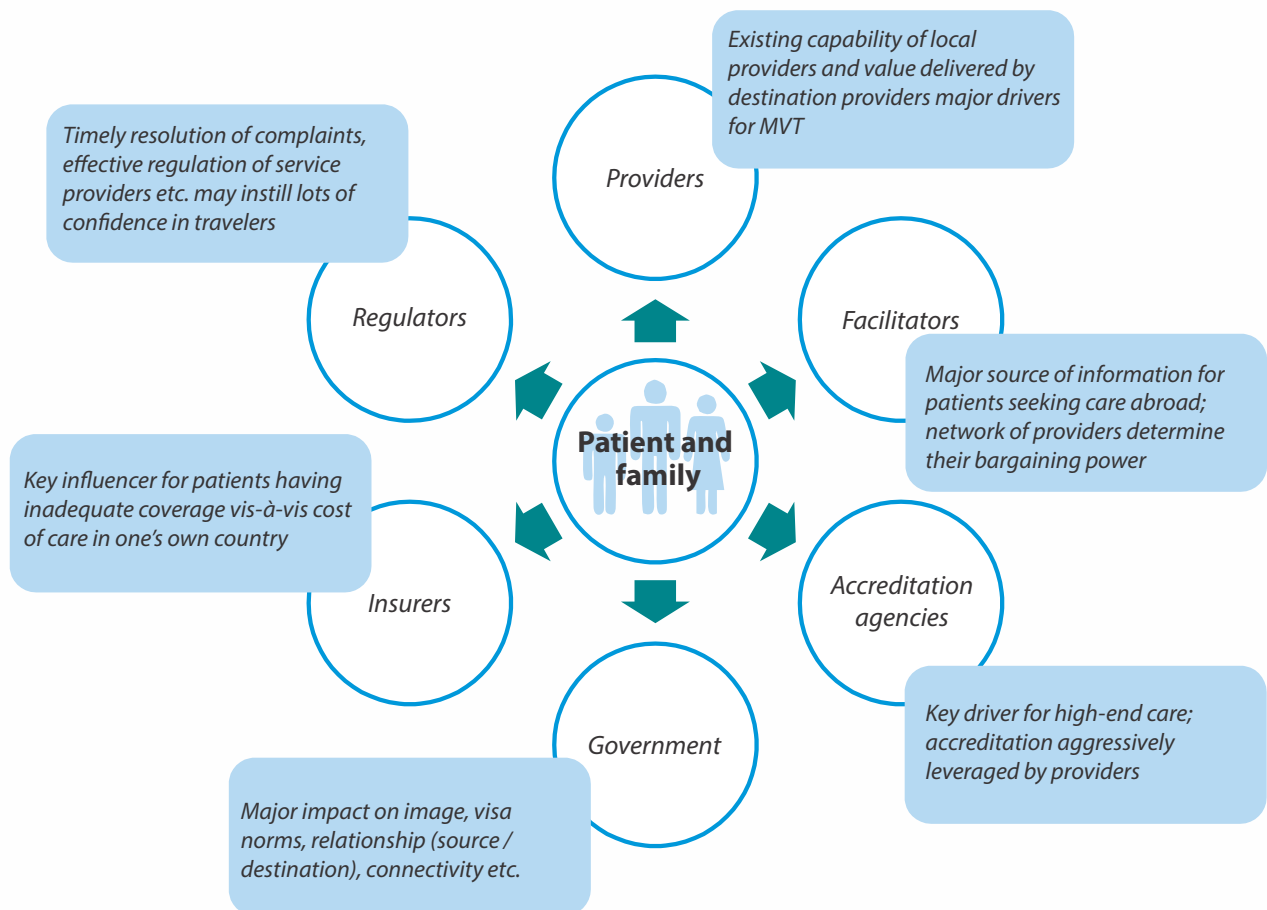 Existing capability of local
providers and value delivered by
destination providers major drivers
for MVT
Providers
Timely resolution of complaints,
effective regulation of service
providers etc. may instill lots of
confidence in travelers
Regulators
Facilitators
Major source of information for
patients seeking care abroad;
network of providers determine
their bargaining power
Patient and
family
Key influencer for patients having
inadequate coverage vis-à-vis cost
of care in one’s own country
Insurers
Accreditation
agencies
Key driver for high-end care;
accreditation aggressively
leveraged by providers
Government
Major impact on image, visa
norms, relationship (source /
destination), connectivity etc.